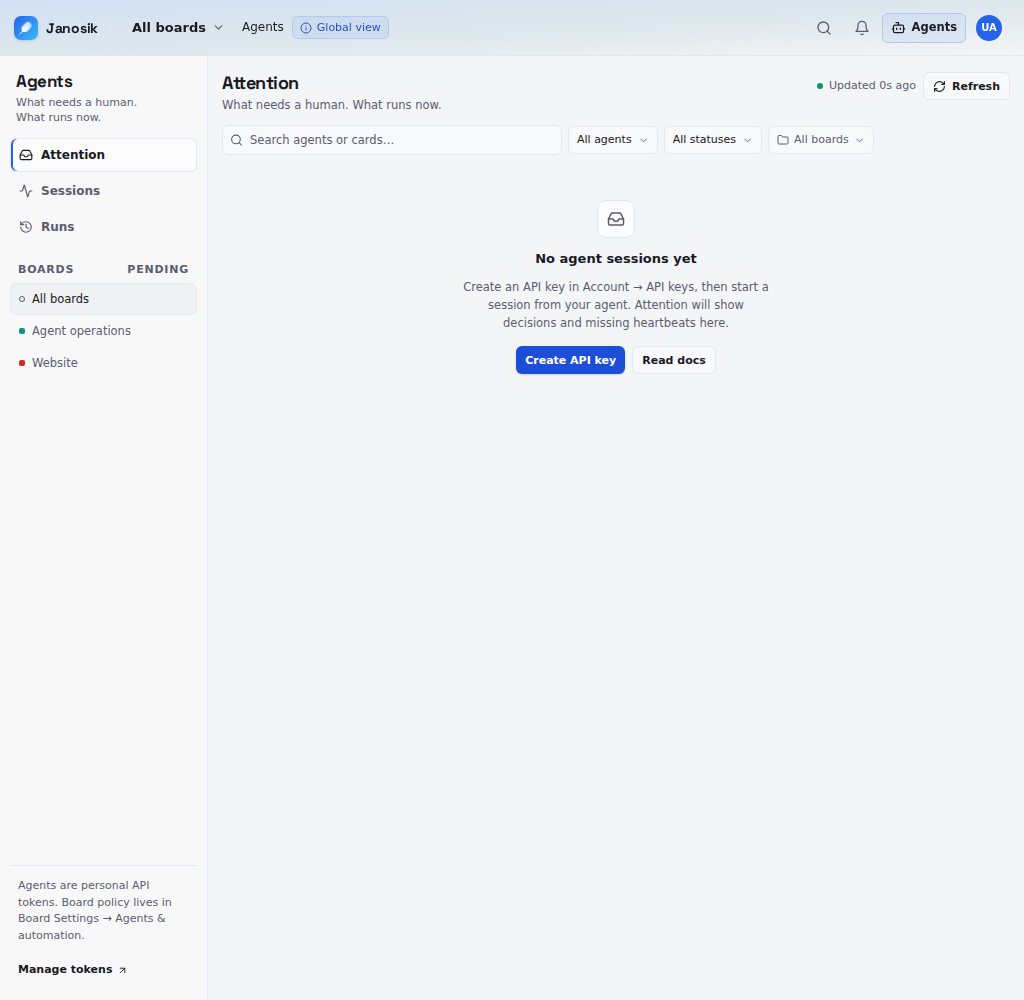 Janosik
All boards
Agents
Global view
Agents
UA
Agents
What needs a human.
What runs now.
Attention
Sessions
Runs
BOARDS PENDING
All boards
Agent operations
Website
Agents are personal API
tokens. Board policy lives in
Board Settings → Agents &
automation.
Manage tokens
Attention
What needs a human. What runs now.
Updated 0s ago
Refresh
Search agents or cards…
All agents
All statuses
All boards
No agent sessions yet
Create an API key in Account → API keys, then start a
session from your agent. Attention will show
decisions and missing heartbeats here.
Create API key
Read docs